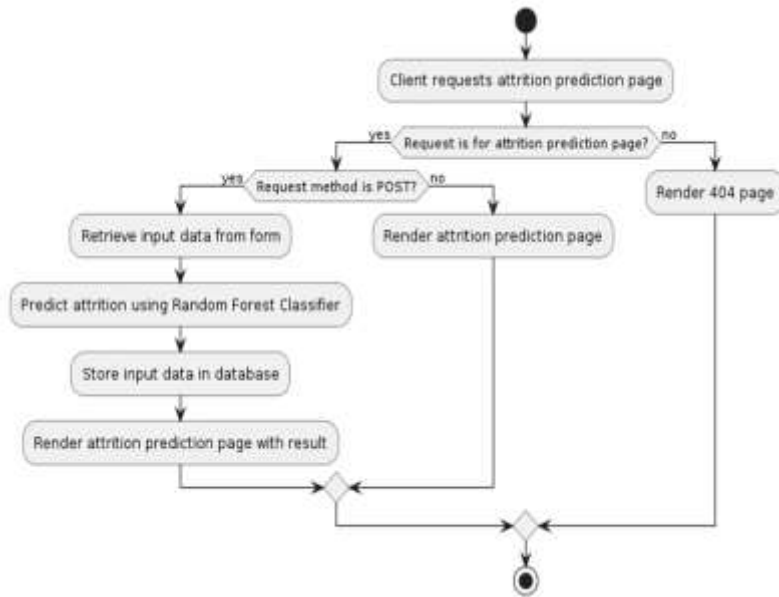 Client requests attrition prediction page
yes
Request is for attrition prediction page?
no
yes
Request method is POST?
no
Render 404 page
Retrieve input data from form
Render attrition prediction page
Predict attrition using Random Forest Classifier
Store input data in database
Render attrition prediction page with result